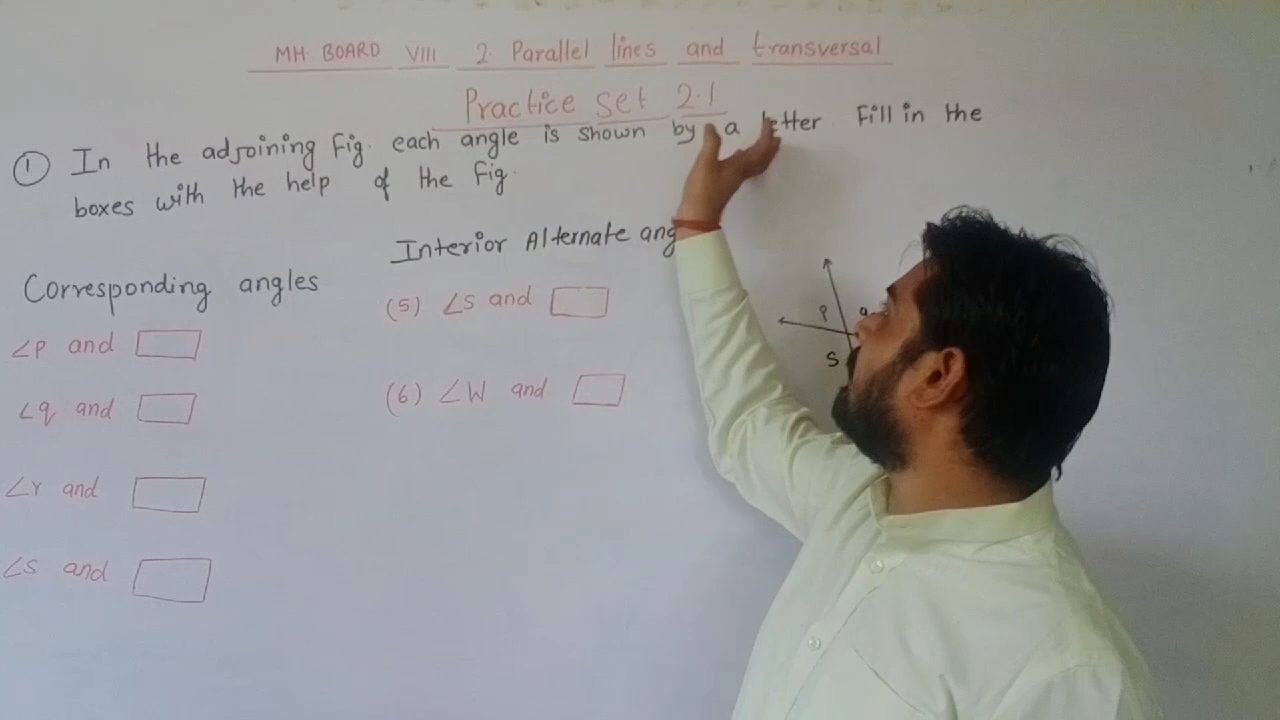 MH BOARD VIII 2. Parallel lines and transversal
Practice set 2.1
(1) In the adjoining Fig. each angle is shown by a letter. Fill in the
boxes with the help of the Fig.
Interior Alternate ang
Corresponding angles
(5) ∠S and
∠P and
(6) ∠W and
∠q and
∠r and
∠S and
P
S